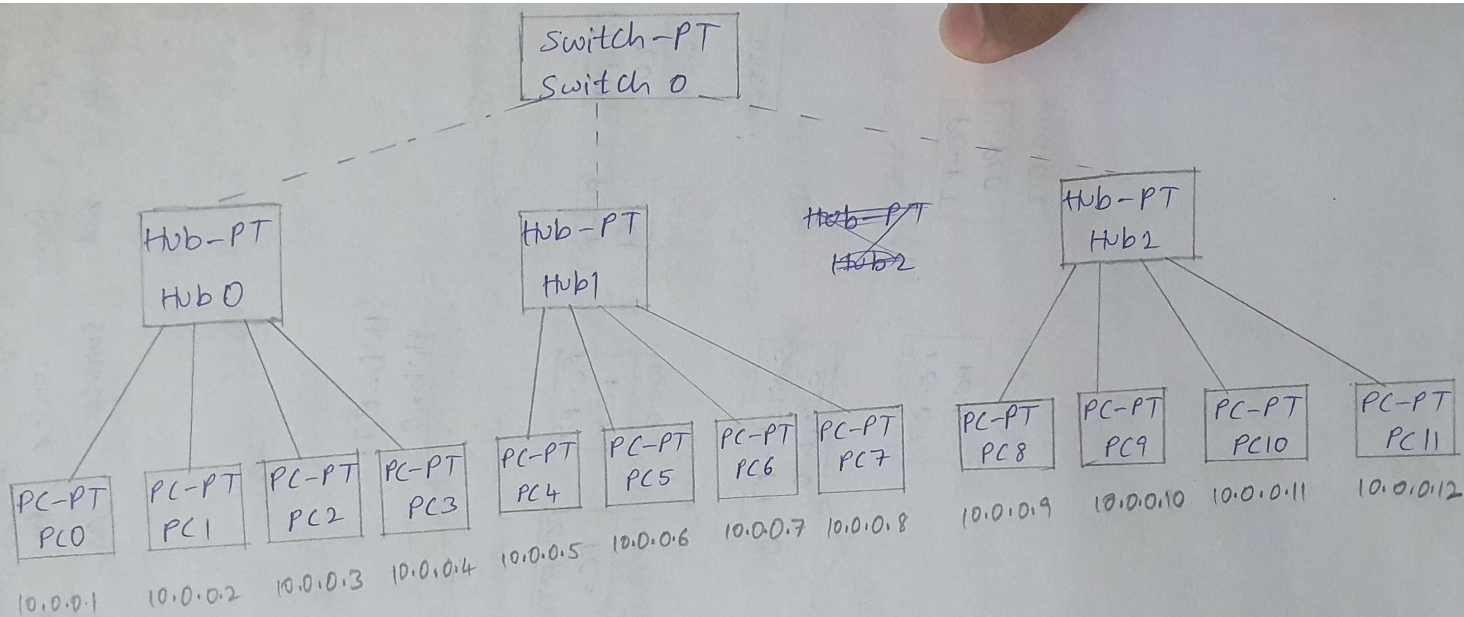 Switch-PT
Switch 0
Hub-PT
Hub 0
Hub-PT
Hub1
Hub-PT
Hub2
Hub-PT
Hub2
PC-PT
PC0
10.0.0.1
PC-PT
PC1
10.0.0.2
PC-PT
PC2
10.0.0.3
PC-PT
PC3
10.0.0.4
PC-PT
PC4
10.0.0.5
PC-PT
PC5
10.0.0.6
PC-PT
PC6
10.0.0.7
PC-PT
PC7
10.0.0.8
PC-PT
PC8
10.0.0.9
PC-PT
PC9
10.0.0.10
PC-PT
PC10
10.0.0.11
PC-PT
PC11
10.0.0.12